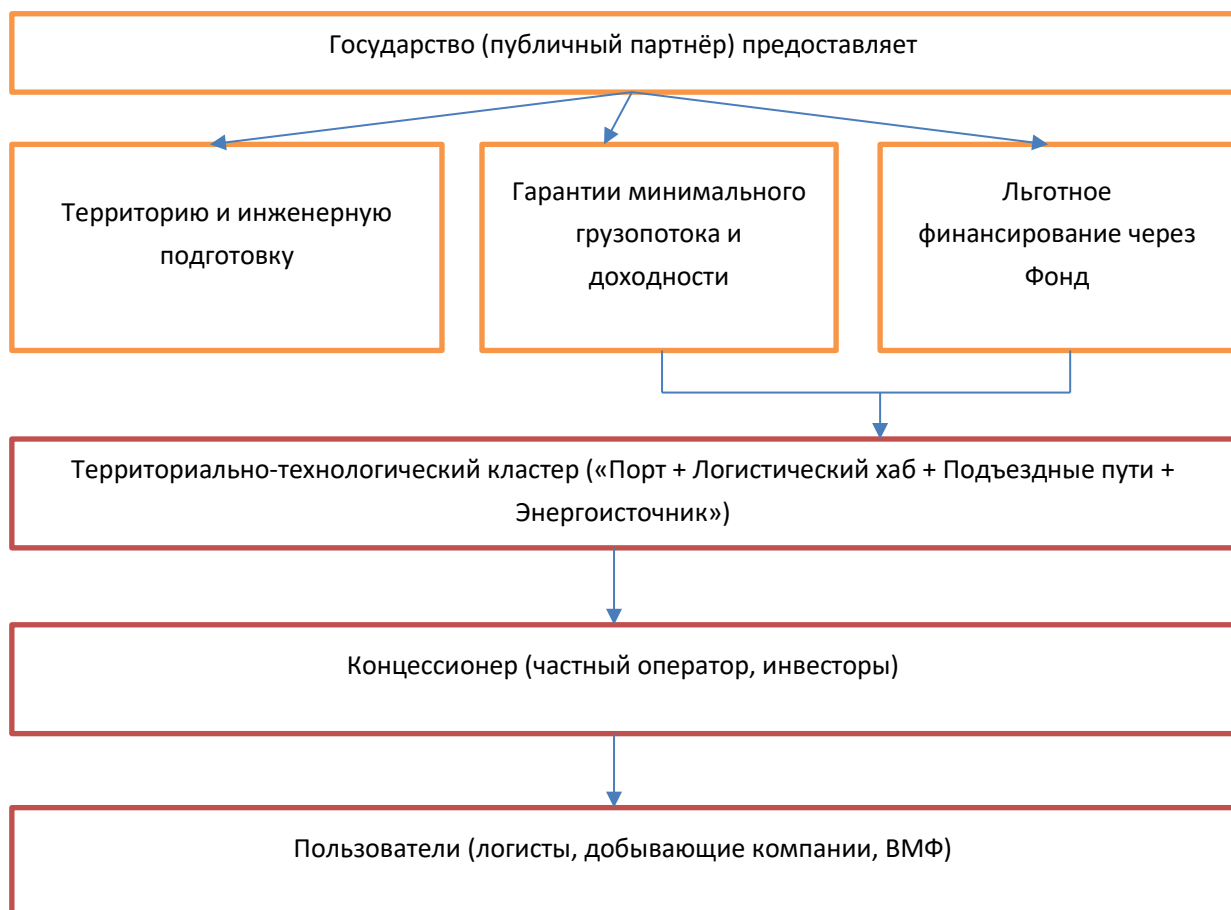 Государство (публичный партнёр) предоставляет
Территорию и инженерную
подготовку
Гарантии минимального
грузопотока и
доходности
Льготное
финансирование через
Фонд
Территориально-технологический кластер («Порт + Логистический хаб + Подъездные пути +
Энергоисточник»)
Концессионер (частный оператор, инвесторы)
Пользователи (логисты, добывающие компании, ВМФ)